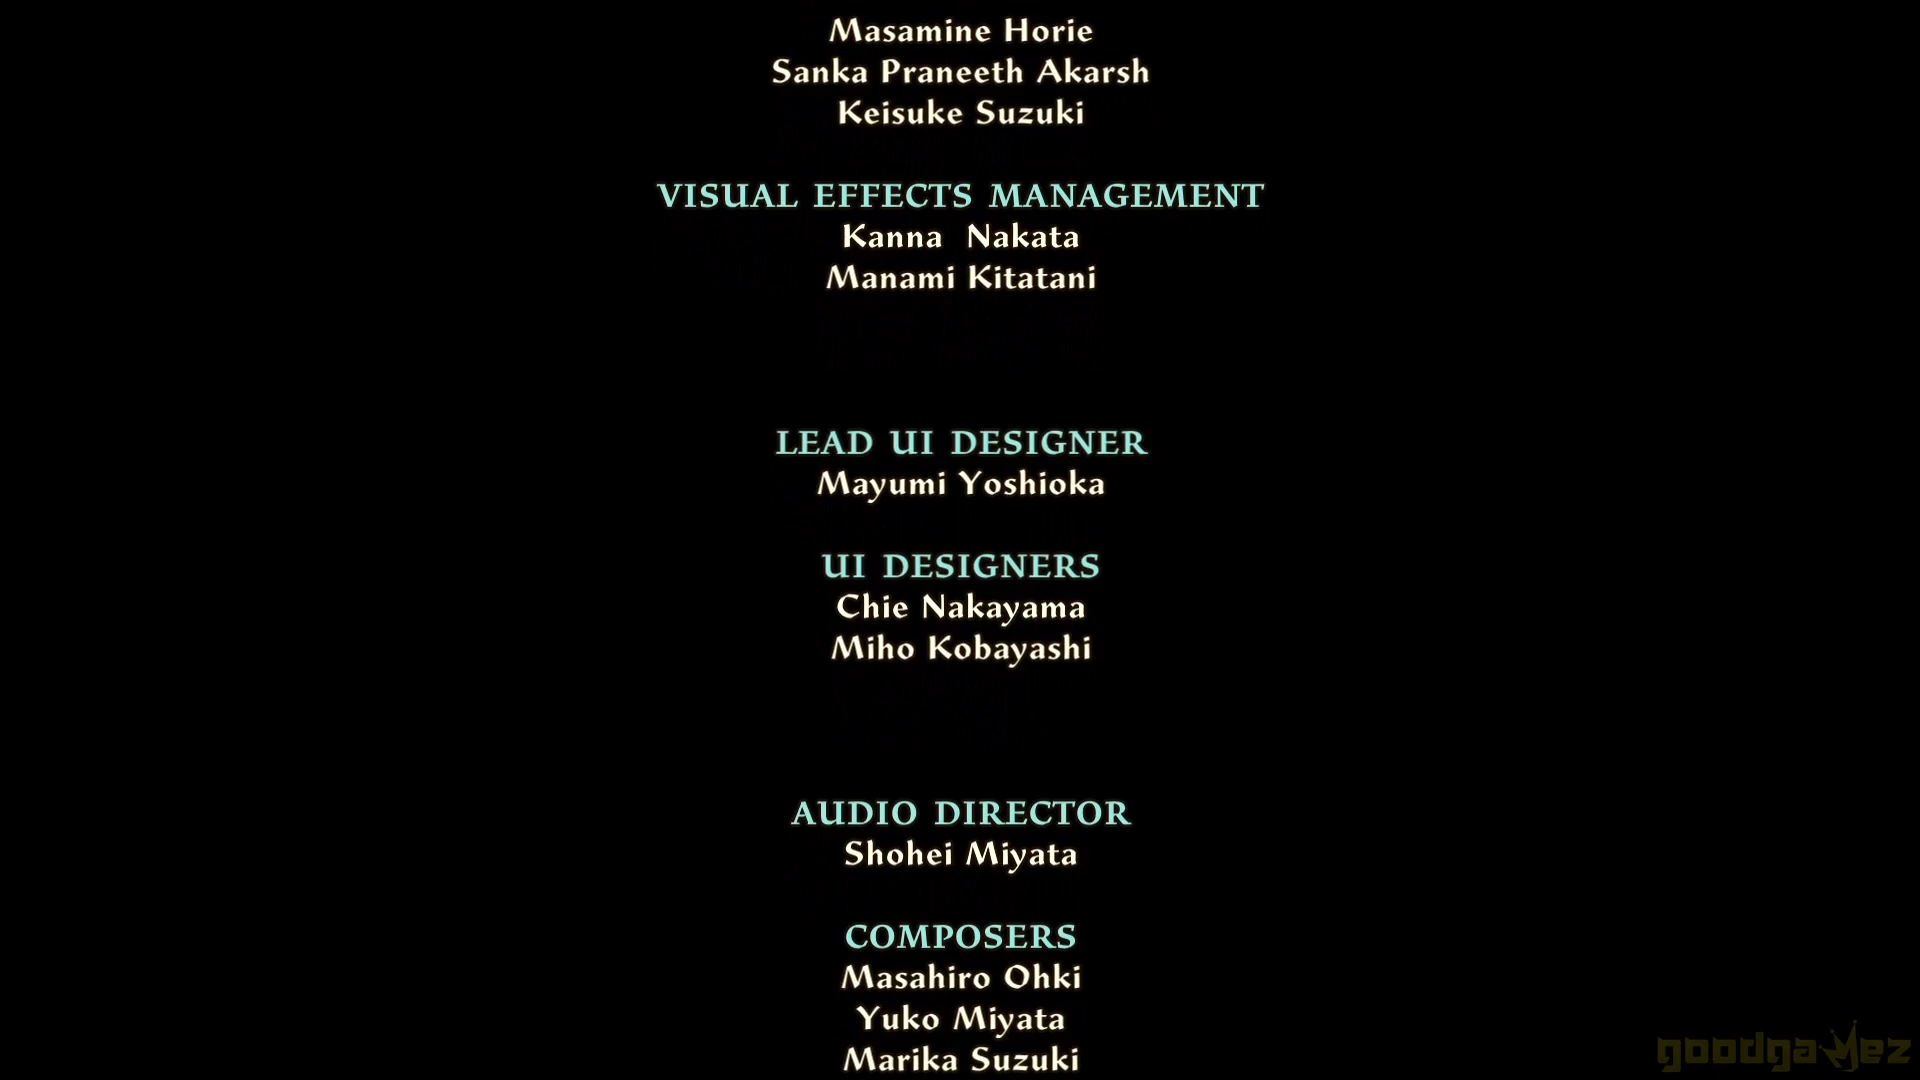 Masamine Horie
Sanka Praneeth Akarsh
Keisuke Suzuki
VISUAL EFFECTS MANAGEMENT
Kanna  Nakata
Manami Kitatani
LEAD UI DESIGNER
Mayumi Yoshioka
UI DESIGNERS
Chie Nakayama
Miho Kobayashi
AUDIO DIRECTOR
Shohei Miyata
COMPOSERS
Masahiro Ohki
Yuko Miyata
Marika Suzuki
goodgamez